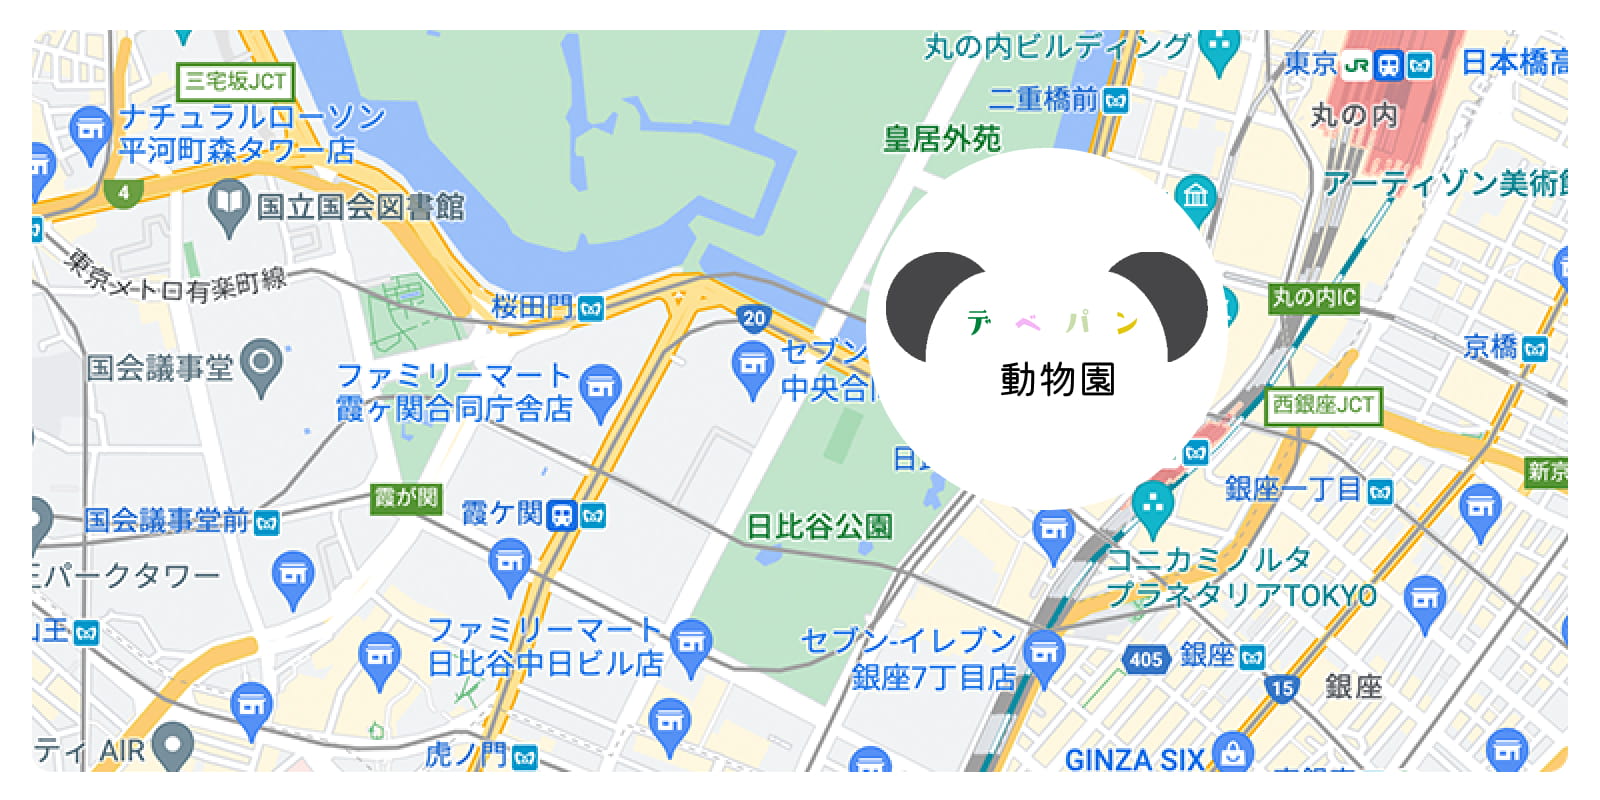 丸の内ビルディング
東京
日本橋高
三宅坂JCT
ナチュラルローソン
平河町森タワー店
二重橋前
丸の内
皇居外苑
4
国立国会図書館
アーティゾン美術館
東京メトロ有楽町線
桜田門
20
丸の内IC
デベパン
動物園
国会議事堂
ファミリーマート
霞ヶ関合同庁舎店
セブン
中央合同
京橋
西銀座JCT
日比
新京
霞が関
国会議事堂前
霞ケ関
日比谷公園
銀座一丁目
コニカミノルタ
プラネタリアTOKYO
パークタワー
山王
ファミリーマート
日比谷中日ビル店
セブン-イレブン
銀座7丁目店
405
銀座
15
銀座
ティ AIR
虎ノ門
GINZA SIX